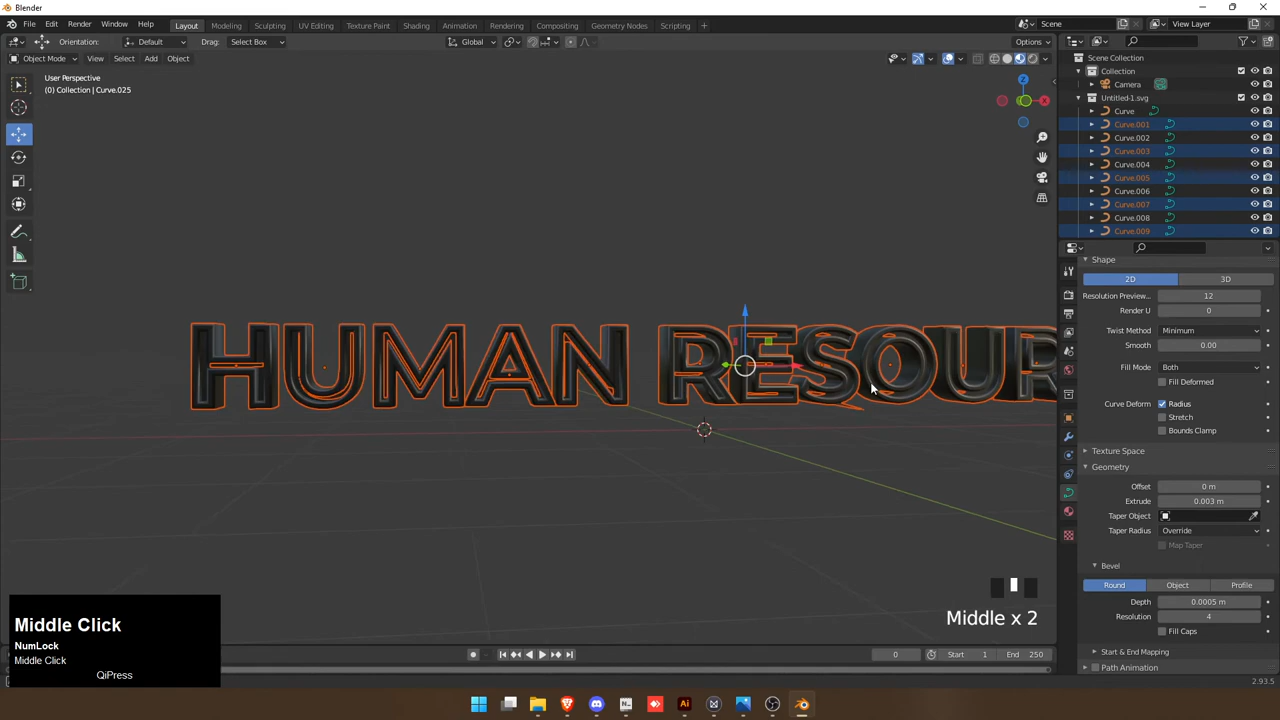 Blender
File Edit Render Window Help Layout Modeling Sculpting UV Editing Texture Paint Shading Animation Rendering Compositing Geometry Nodes Scripting + Scene View Layer
Orientation: Default Drag: Select Box Global Options
Object Mode View Select Add Object
User Perspective
(0) Collection | Curve.025
Z
X
HUMAN RESOUR
Scene Collection
Collection
Camera
Untitled-1.svg
Curve
Curve.001
Curve.002
Curve.003
Curve.004
Curve.005
Curve.006
Curve.007
Curve.008
Curve.009
Shape
2D 3D
Resolution Preview... 12
Render U 0
Twist Method Minimum
Smooth 0.00
Fill Mode Both
Fill Deformed
Curve Deform Radius
Stretch
Bounds Clamp
Texture Space
Geometry
Offset 0 m
Extrude 0.003 m
Taper Object
Taper Radius Override
Map Taper
Bevel
Round Object Profile
Depth 0.0005 m
Resolution 4
Fill Caps
Start & End Mapping
Path Animation
Middle x 2
Middle Click
NumLock
Middle Click
QiPress
0 Start 1 End 250
2.93.5
Ai